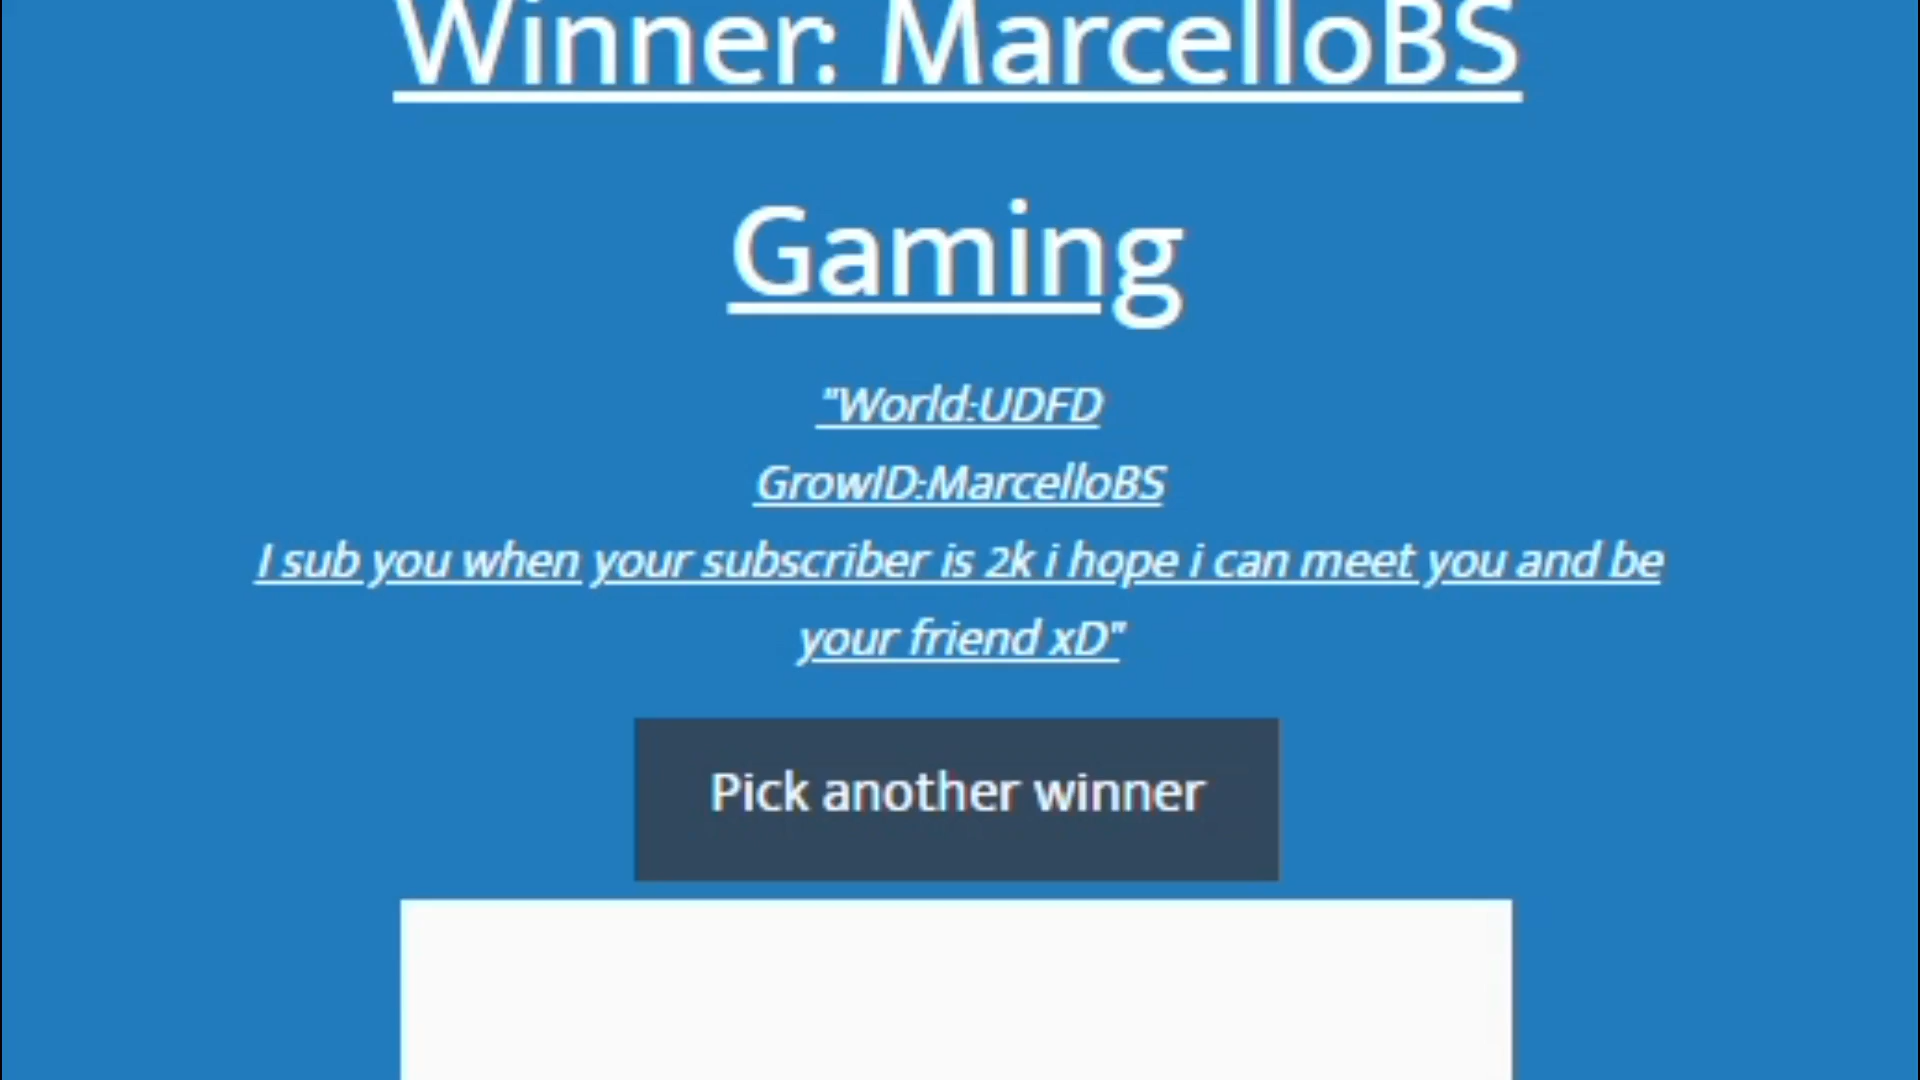 Winner: MarcelloBS
Gaming
"World:UDFD
GrowID:MarcelloBS
I sub you when your subscriber is 2k i hope i can meet you and be
your friend xD"
Pick another winner